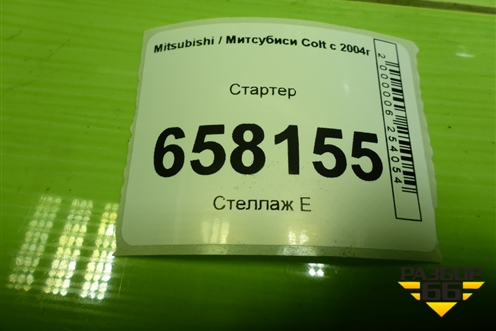 Mitsubishi / Митсубиси Colt с 2004г
Стартер
658155
Стеллаж Е
2000006254054
РАЗБОР
66